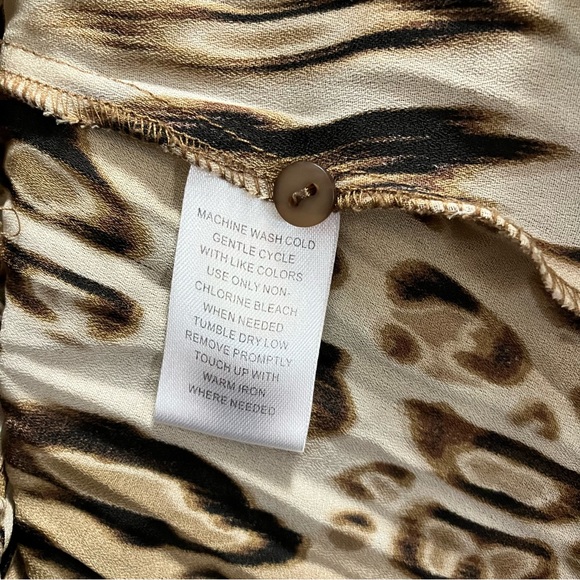 MACHINE WASH COLD
GENTLE CYCLE
WITH LIKE COLORS
USE ONLY NON-
CHLORINE BLEACH
WHEN NEEDED
TUMBLE DRY LOW
REMOVE PROMPTLY
TOUCH UP WITH
WARM IRON
WHERE NEEDED